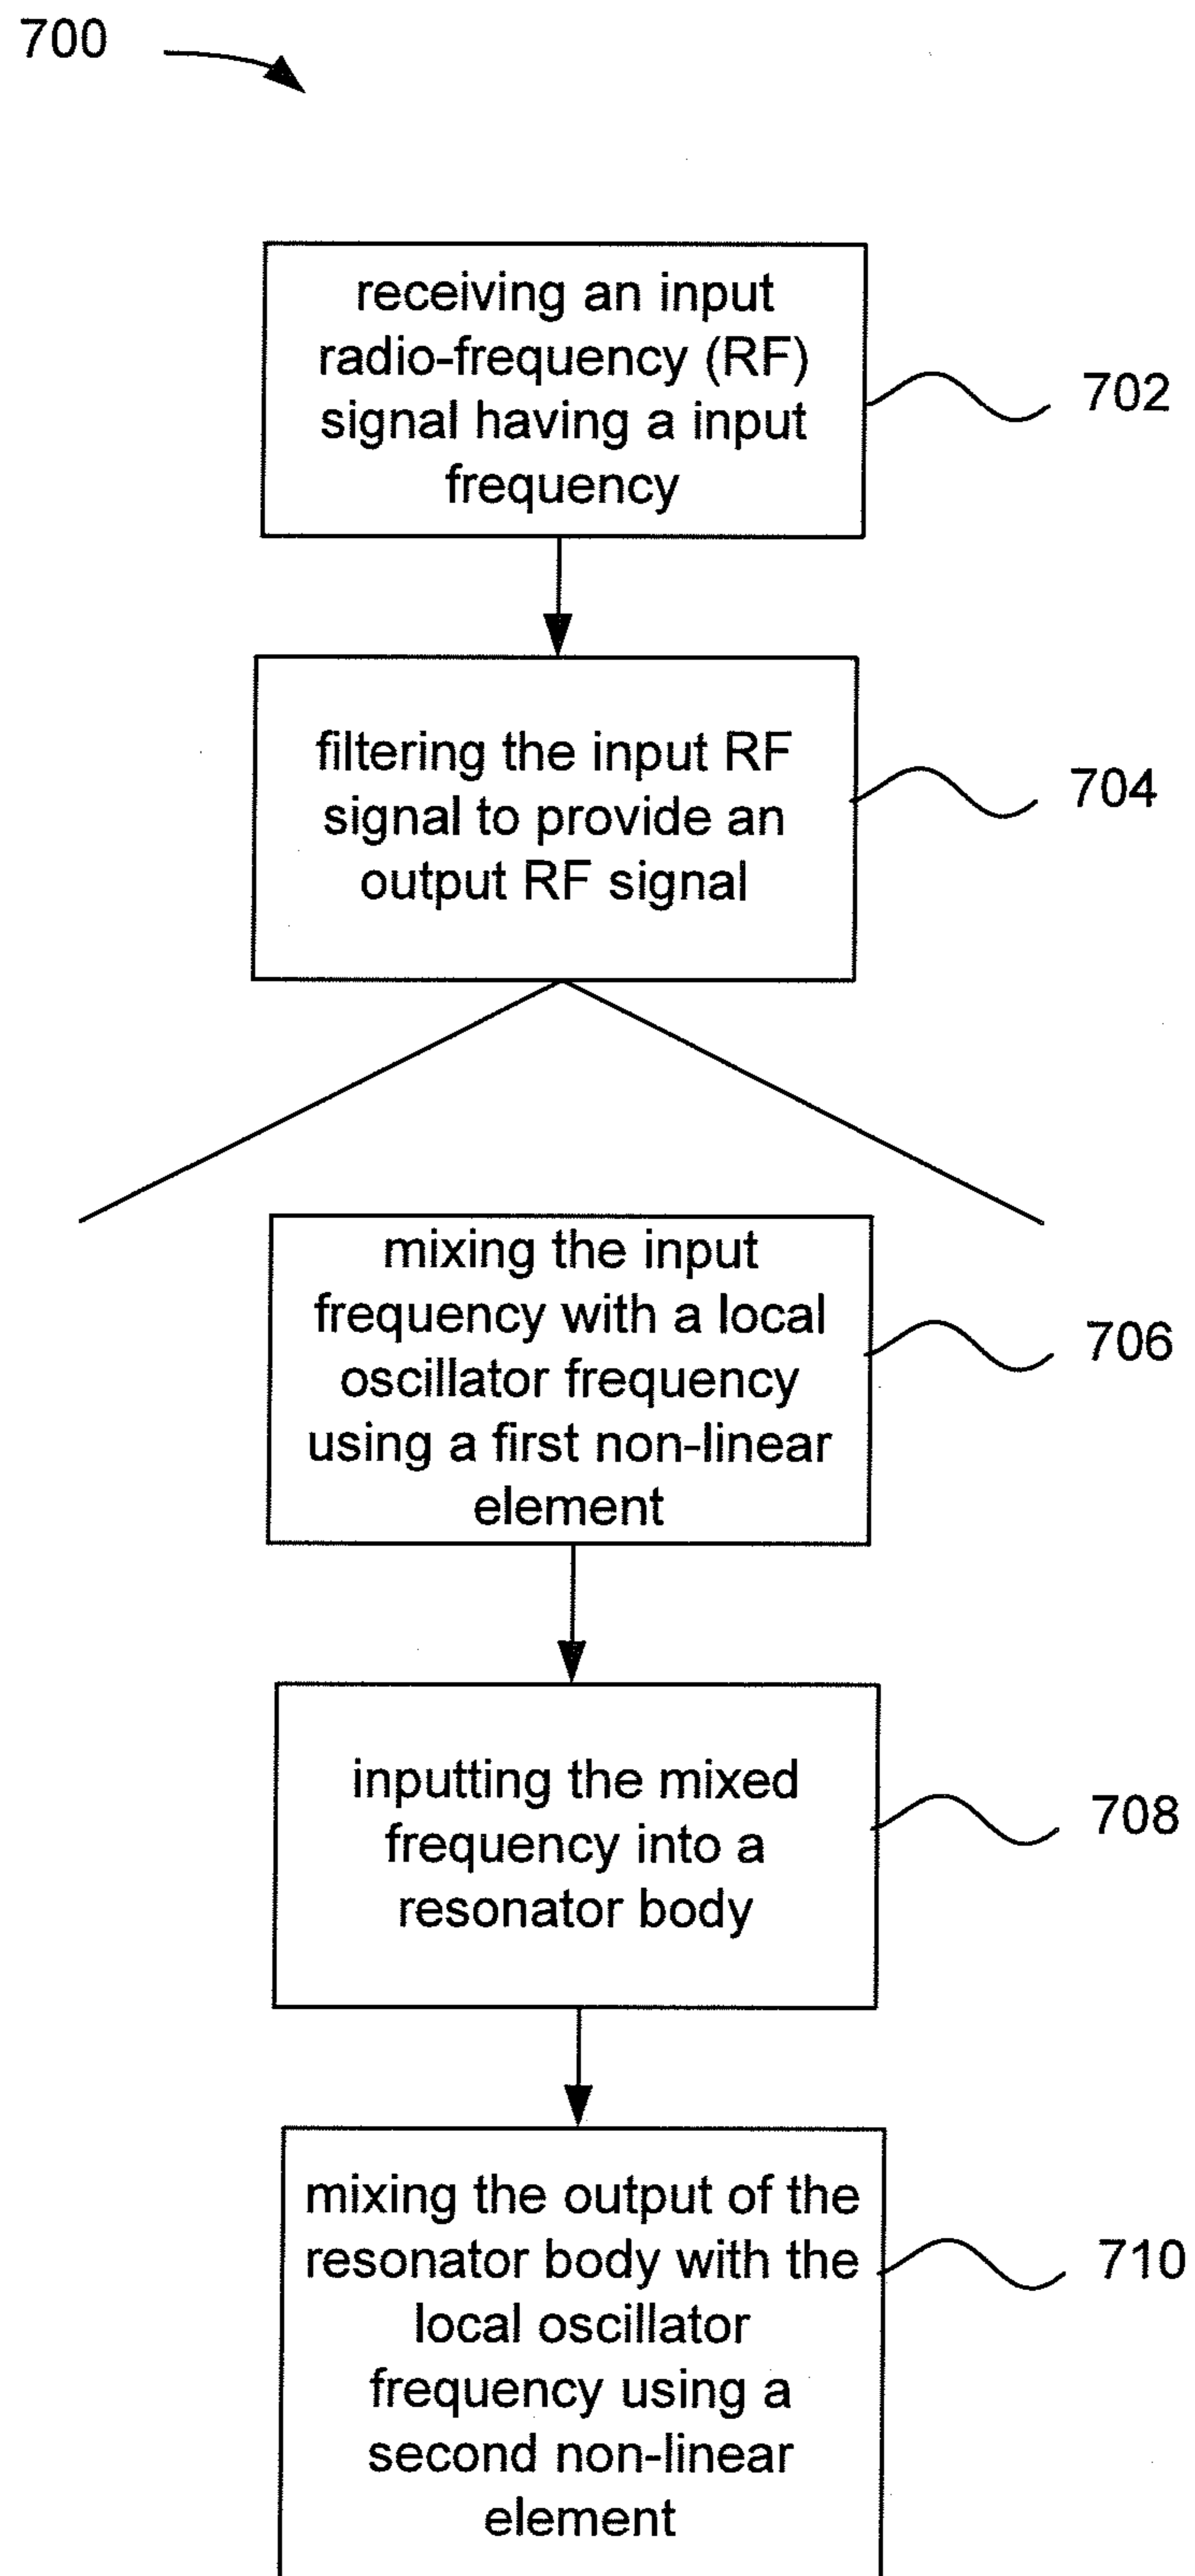 700
receiving an input
radio-frequency (RF)
signal having a input
frequency
702
filtering the input RF
signal to provide an
output RF signal
704
mixing the input
frequency with a local
oscillator frequency
using a first non-linear
element
706
inputting the mixed
frequency into a
resonator body
708
mixing the output of the
resonator body with the
local oscillator
frequency using a
second non-linear
element
710